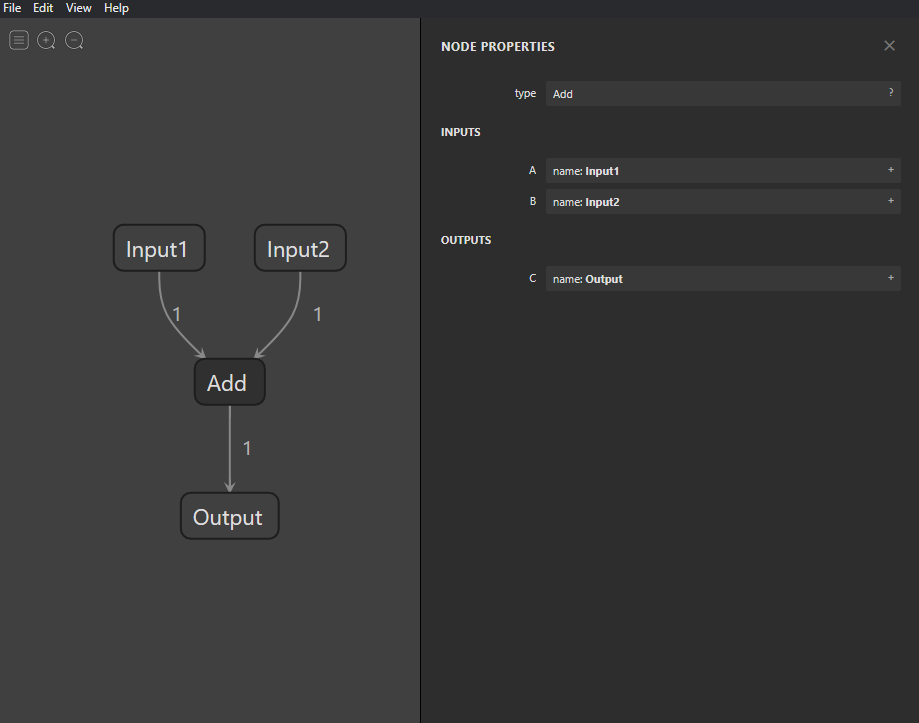 File Edit View Help
NODE PROPERTIES
type Add ?
INPUTS
A name: Input1 +
B name: Input2 +
OUTPUTS
C name: Output +
Input1 Input2
1 1
Add
1
Output